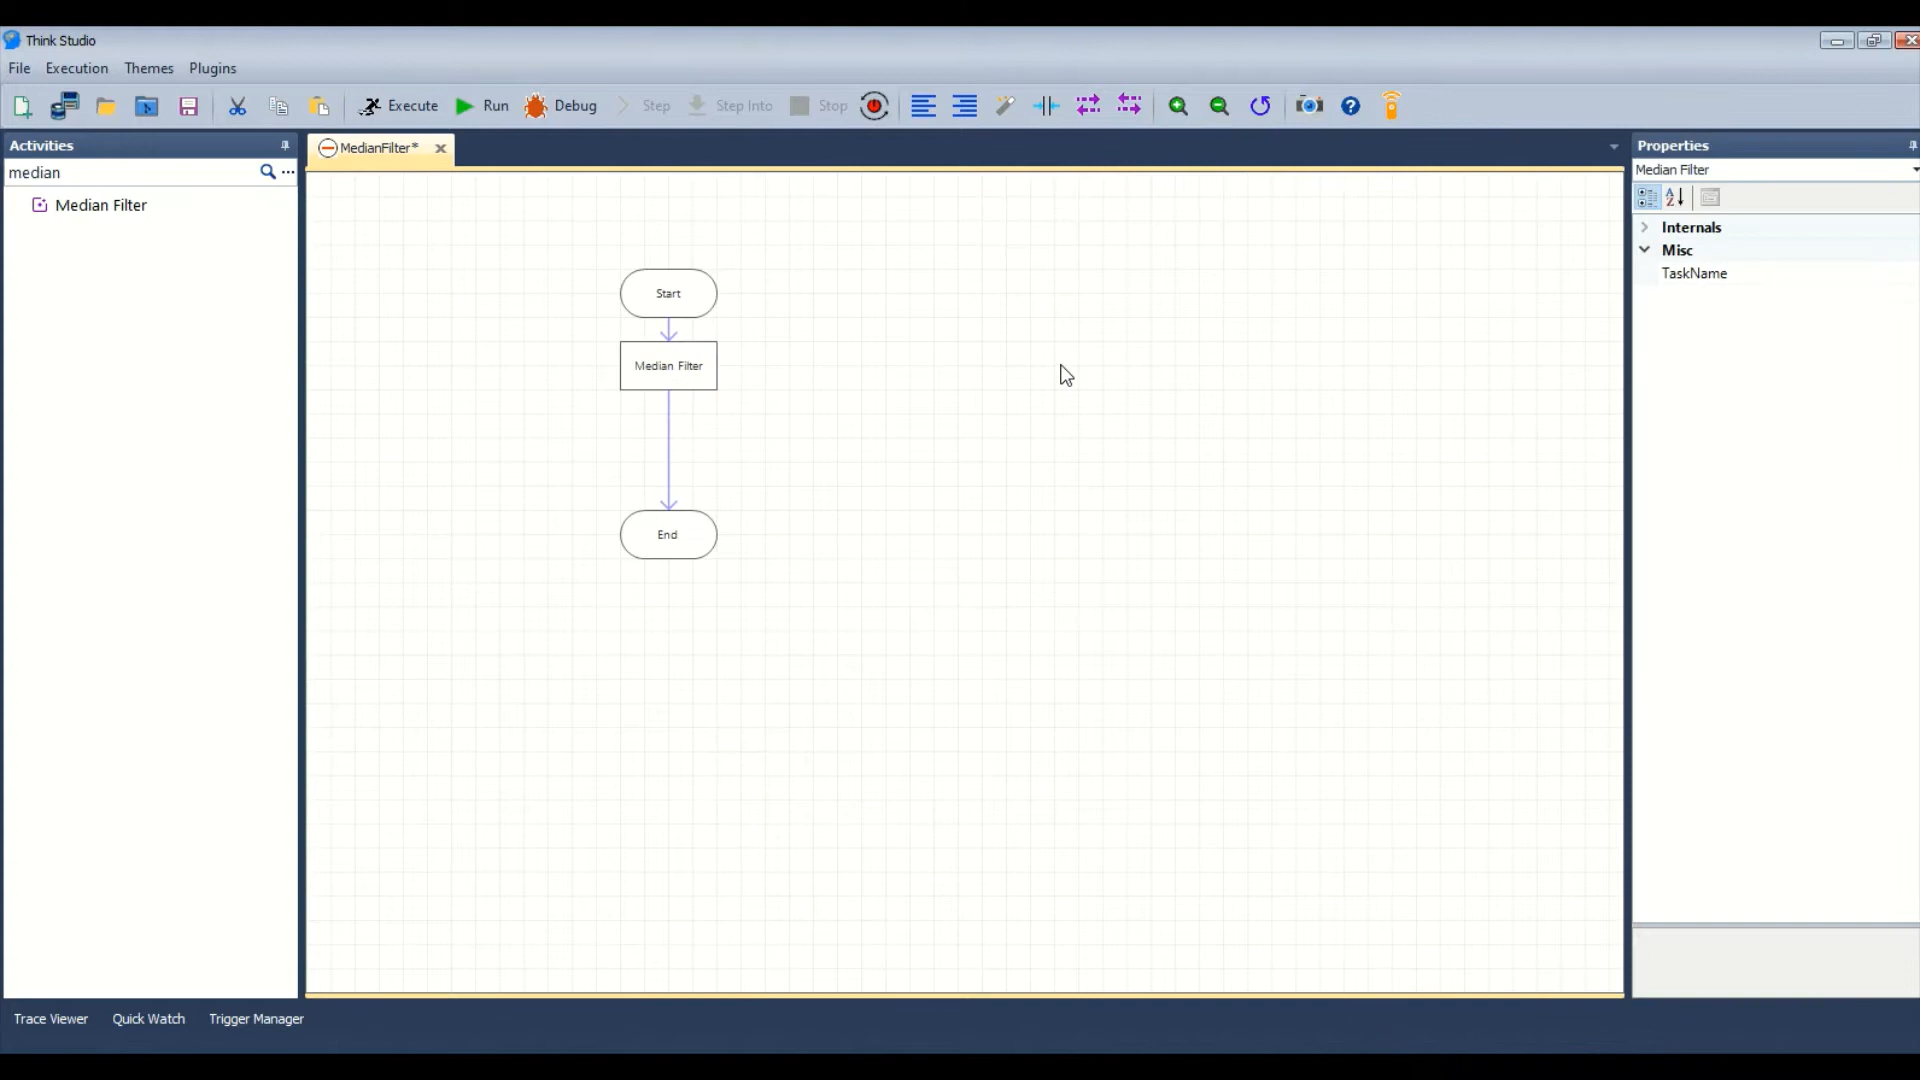 Think Studio
File Execution Themes Plugins
Execute Run Debug Step Step Into Stop
Activities
median
Median Filter
MedianFilter*
Start
Median Filter
End
Properties
Median Filter
Internals
Misc
TaskName
Trace Viewer Quick Watch Trigger Manager